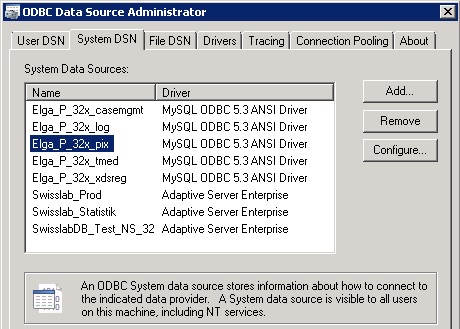 ODBC Data Source Administrator
User DSN System DSN File DSN Drivers Tracing Connection Pooling About
System Data Sources:
Name Driver
Elga_P_32x_casemgmt MySQL ODBC 5.3 ANSI Driver
Elga_P_32x_log MySQL ODBC 5.3 ANSI Driver
Elga_P_32x_pix MySQL ODBC 5.3 ANSI Driver
Elga_P_32x_tmed MySQL ODBC 5.3 ANSI Driver
Elga_P_32x_xdsreg MySQL ODBC 5.3 ANSI Driver
Swisslab_Prod Adaptive Server Enterprise
Swisslab_Statistik Adaptive Server Enterprise
SwisslabDB_Test_NS_32 Adaptive Server Enterprise
Add...
Remove
Configure...
An ODBC System data source stores information about how to connect to
the indicated data provider. A System data source is visible to all users
on this machine, including NT services.